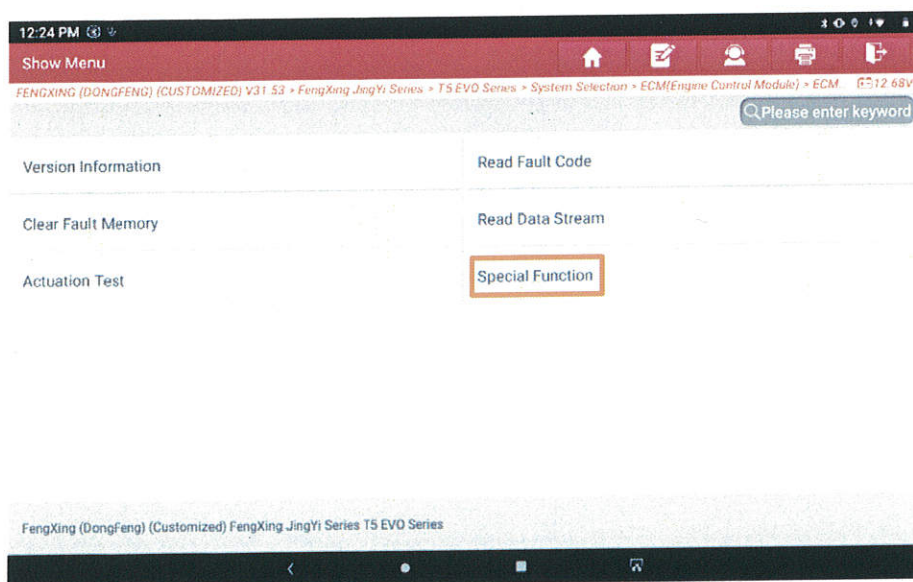 12:24 PM
Show Menu
FENGXING (DONGFENG) (CUSTOMIZED) V31.53 > FengXing JingYi Series > T5 EVO Series > System Selection > ECM(Engine Control Module) > ECM 12.68V
Please enter keyword
Version Information
Read Fault Code
Clear Fault Memory
Read Data Stream
Actuation Test
Special Function
FengXing (DongFeng) (Customized) FengXing JingYi Series T5 EVO Series